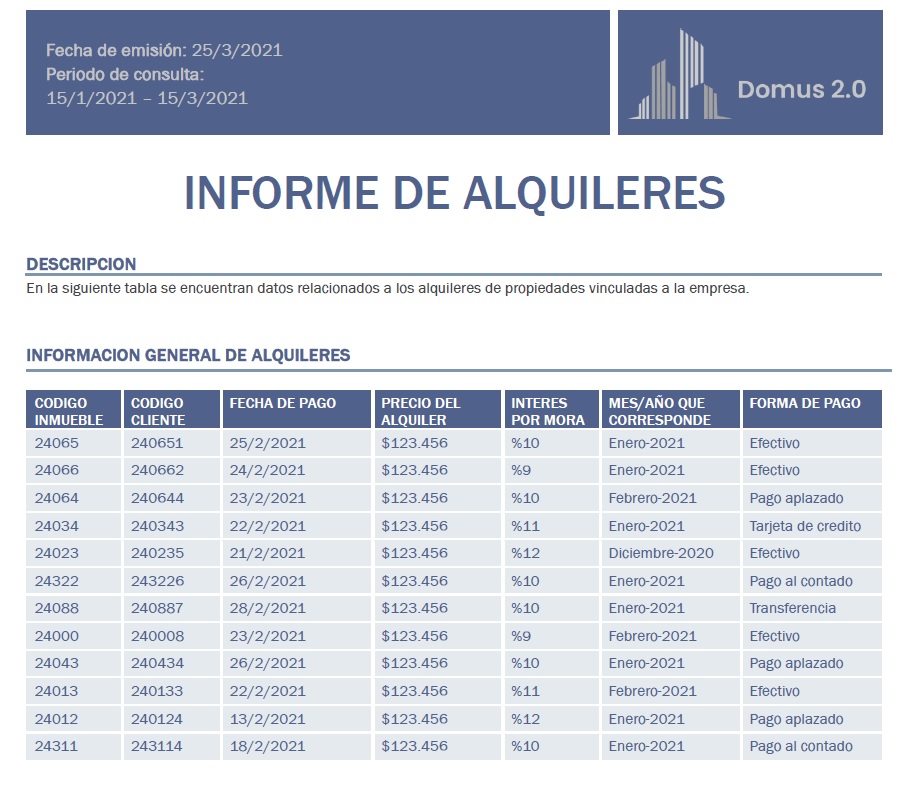 Fecha de emisión: 25/3/2021
Periodo de consulta:
15/1/2021 – 15/3/2021
Domus 2.0
INFORME DE ALQUILERES
DESCRIPCION
En la siguiente tabla se encuentran datos relacionados a los alquileres de propiedades vinculadas a la empresa.
INFORMACION GENERAL DE ALQUILERES
CODIGO INMUEBLE CODIGO CLIENTE FECHA DE PAGO PRECIO DEL ALQUILER INTERES POR MORA MES/AÑO QUE CORRESPONDE FORMA DE PAGO
24065 240651 25/2/2021 $123.456 %10 Enero-2021 Efectivo
24066 240662 24/2/2021 $123.456 %9 Enero-2021 Efectivo
24064 240644 23/2/2021 $123.456 %10 Febrero-2021 Pago aplazado
24034 240343 22/2/2021 $123.456 %11 Enero-2021 Tarjeta de credito
24023 240235 21/2/2021 $123.456 %12 Diciembre-2020 Efectivo
24322 243226 26/2/2021 $123.456 %10 Enero-2021 Pago al contado
24088 240887 28/2/2021 $123.456 %10 Enero-2021 Transferencia
24000 240008 23/2/2021 $123.456 %9 Febrero-2021 Efectivo
24043 240434 26/2/2021 $123.456 %10 Enero-2021 Pago aplazado
24013 240133 22/2/2021 $123.456 %11 Febrero-2021 Efectivo
24012 240124 13/2/2021 $123.456 %12 Enero-2021 Pago aplazado
24311 243114 18/2/2021 $123.456 %10 Enero-2021 Pago al contado